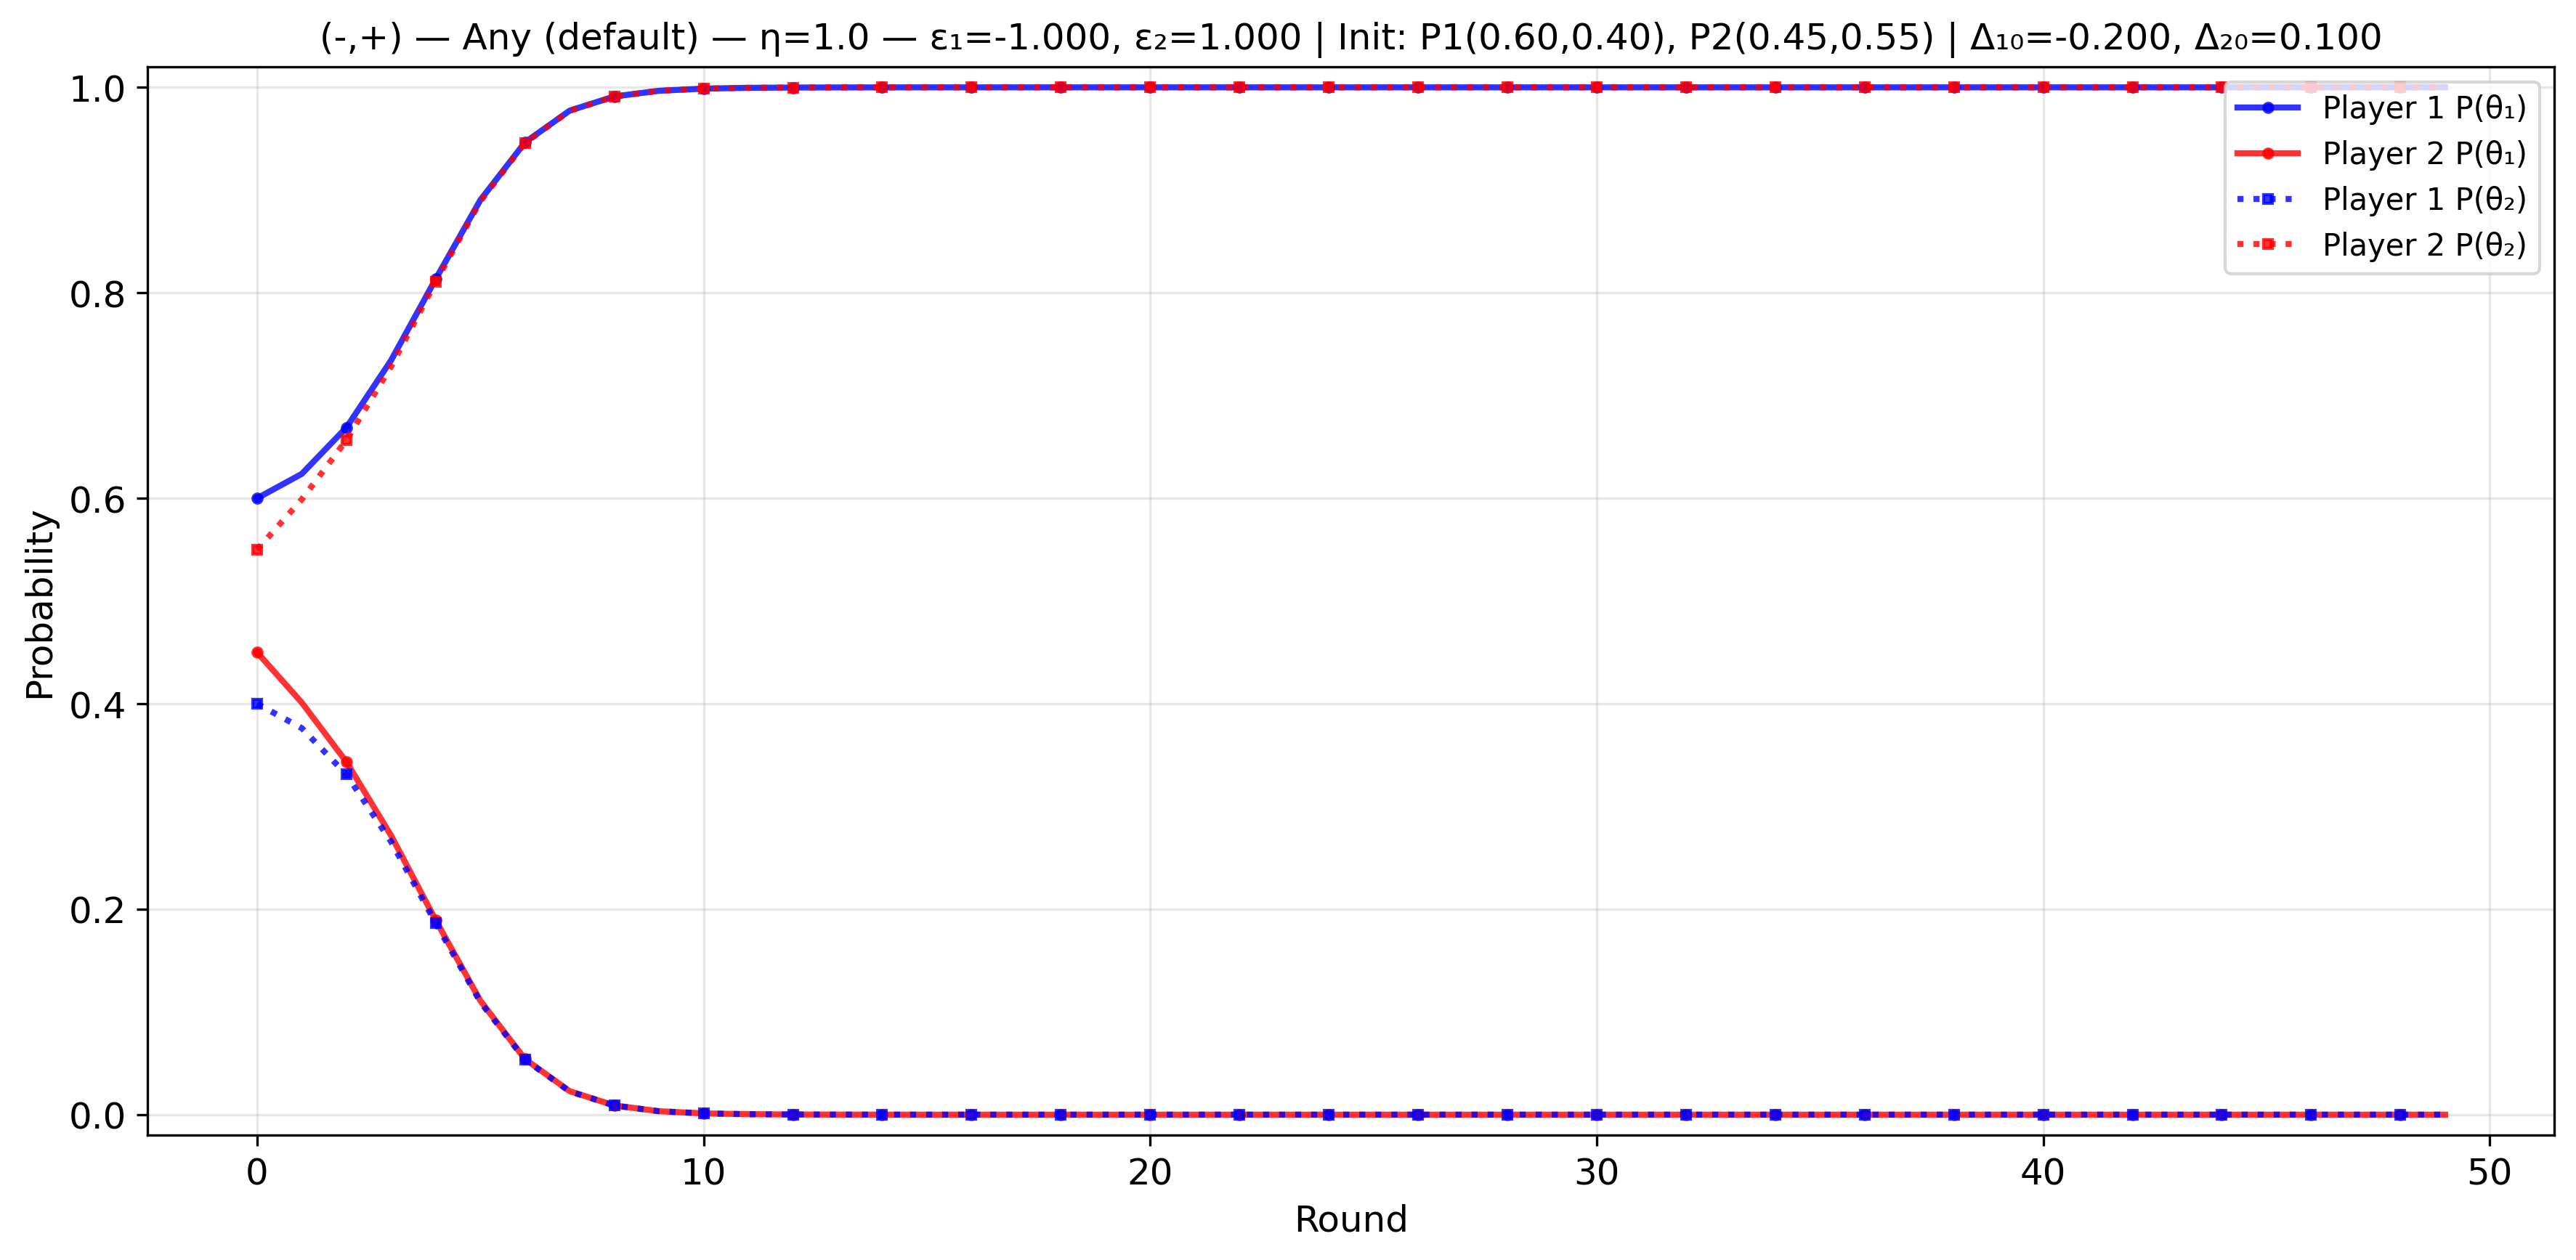 (-,+) — Any (default) — η=1.0 — ε₁=-1.000, ε₂=1.000 | Init: P1(0.60,0.40), P2(0.45,0.55) | Δ₁₀=-0.200, Δ₂₀=0.100
Player 1 P(θ₁)
Player 2 P(θ₁)
Player 1 P(θ₂)
Player 2 P(θ₂)
Probability
1.0
0.8
0.6
0.4
0.2
0.0
0 10 20 30 40 50
Round